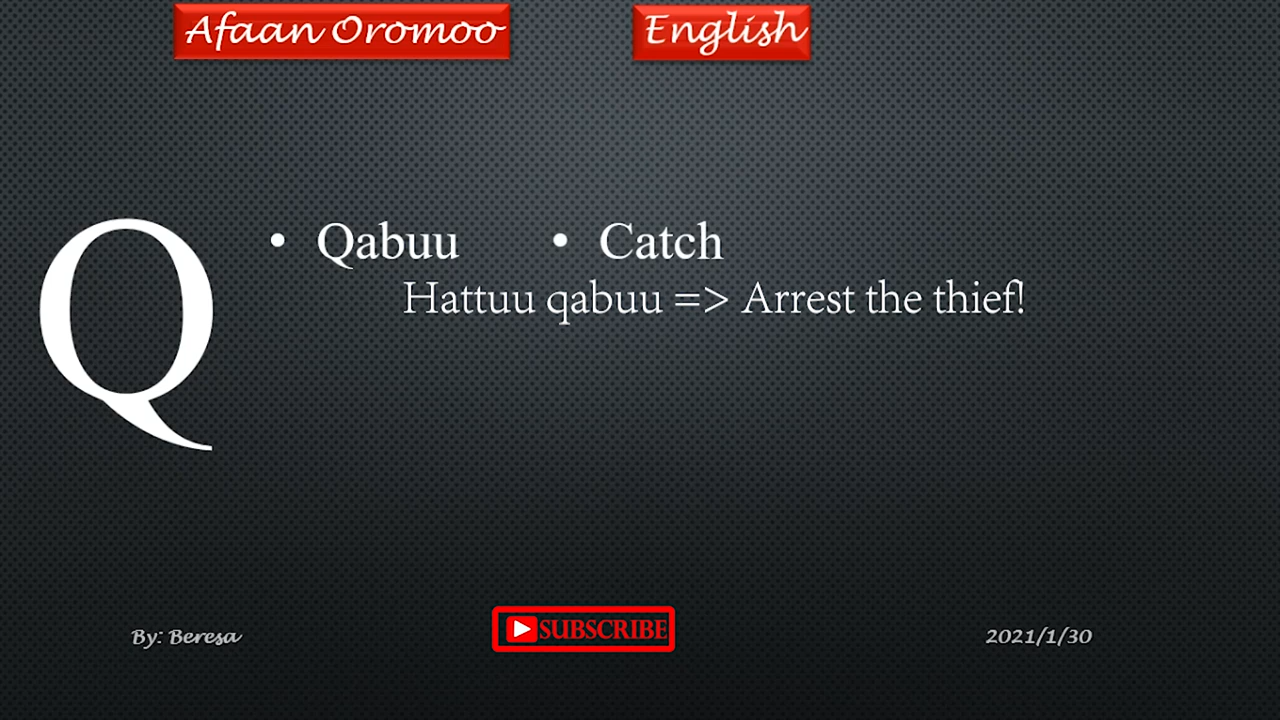 Afaan Oromoo English
Q
• Qabuu • Catch
Hattuu qabuu => Arrest the thief!
By: Beresa SUBSCRIBE 2021/1/30